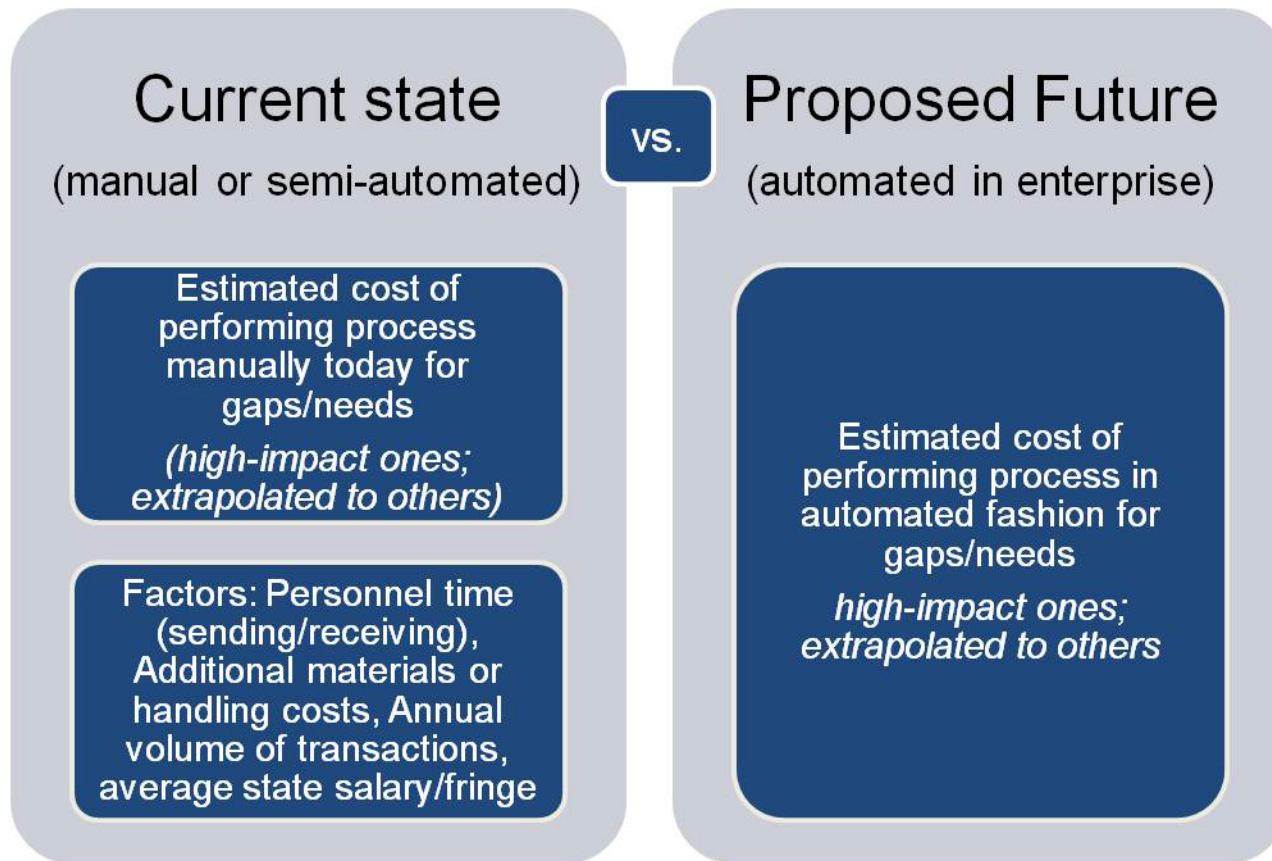 Current state
(manual or semi-automated)
Estimated cost of
performing process
manually today for
gaps/needs
(high-impact ones;
extrapolated to others)
Factors: Personnel time
(sending/receiving),
Additional materials or
handling costs, Annual
volume of transactions,
average state salary/fringe
vs.
Proposed Future
(automated in enterprise)
Estimated cost of
performing process in
automated fashion for
gaps/needs
high-impact ones;
extrapolated to others